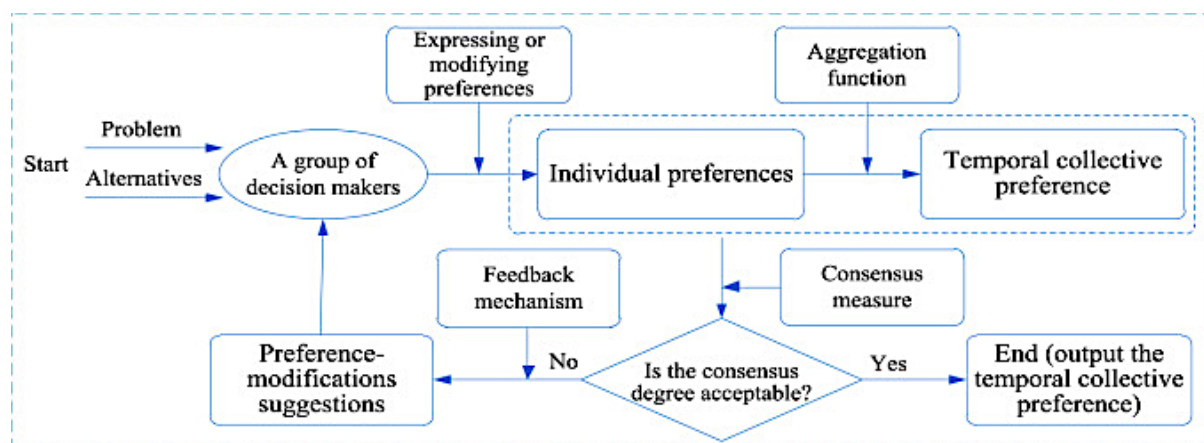 Expressing or
modifying
preferences
Aggregation
function
Start
Problem
Alternatives
A group of
decision makers
Individual preferences
Temporal collective
preference
Feedback
mechanism
Consensus
measure
Preference-
modifications
suggestions
No
Is the consensus
degree acceptable?
Yes
End (output the
temporal collective
preference)